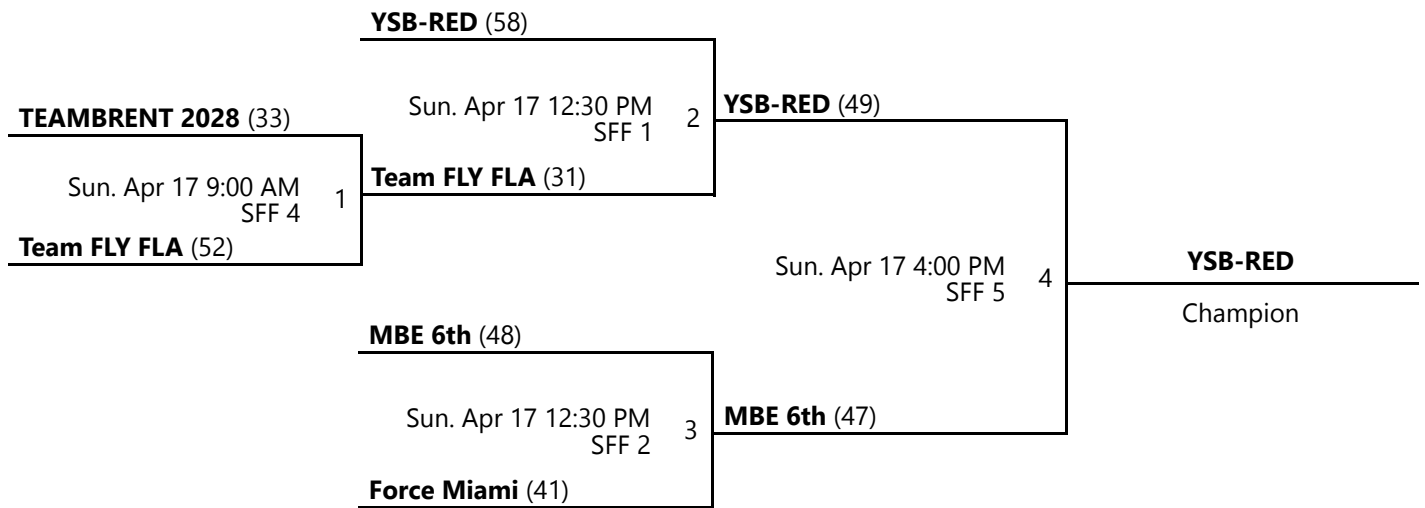 YSB-RED (58)
Sun. Apr 17 12:30 PM
SFF 1
2
YSB-RED (49)
TEAMBRENT 2028 (33)
Sun. Apr 17 9:00 AM
SFF 4
1
Team FLY FLA (31)
Team FLY FLA (52)
Sun. Apr 17 4:00 PM
SFF 5
4
YSB-RED
Champion
MBE 6th (48)
Sun. Apr 17 12:30 PM
SFF 2
3
MBE 6th (47)
Force Miami (41)